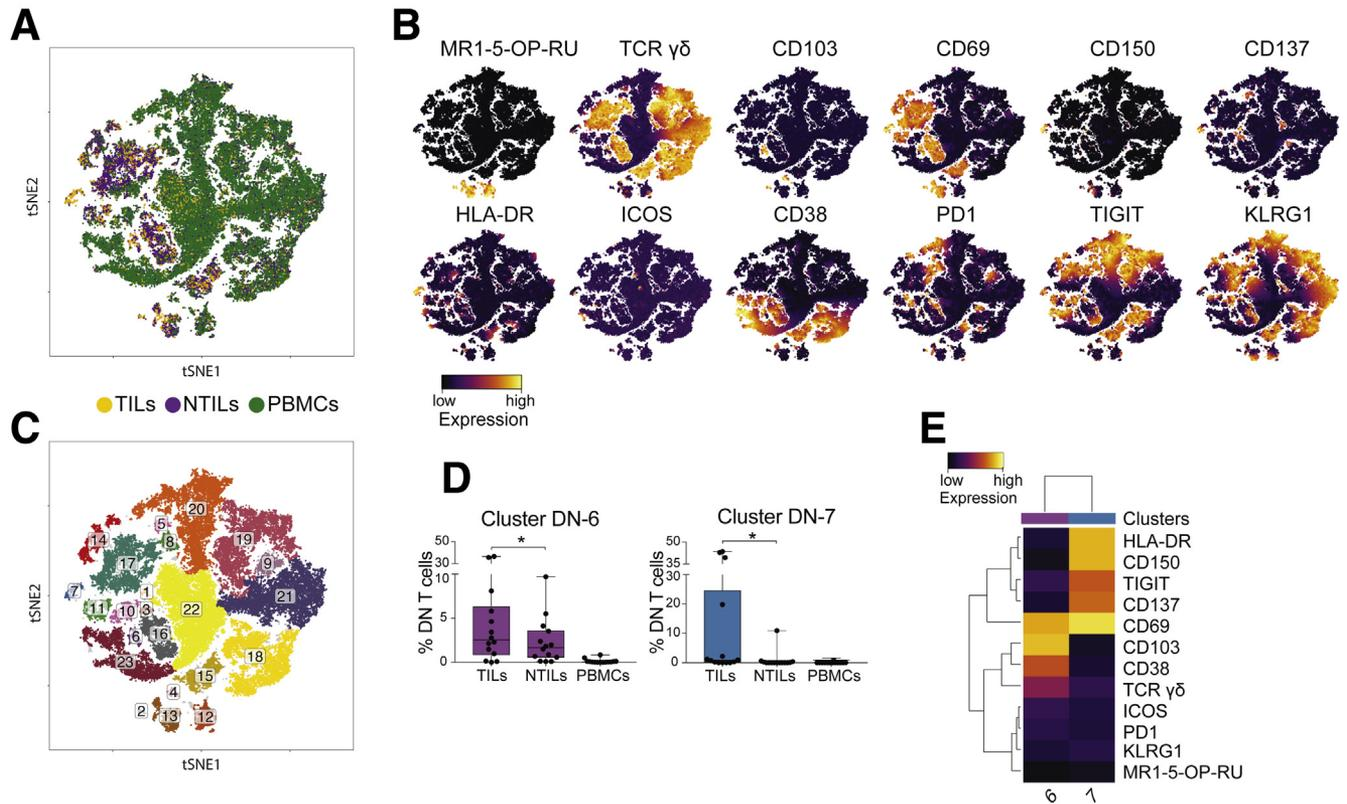 A
tSNE2
tSNE1
TILs NTILs PBMCs
B
MR1-5-OP-RU TCR γδ CD103 CD69 CD150 CD137
HLA-DR ICOS CD38 PD1 TIGIT KLRG1
low high
Expression
C
20
5
14 8 19
17 9
7 1 21
11 10 3 22
6 16
23 18
15
4
2 13 12
tSNE2
tSNE1
D
Cluster DN-6
% DN T cells
50
35
10
5
0
*
TILs NTILs PBMCs
Cluster DN-7
% DN T cells
50
35
30
20
10
0
*
TILs NTILs PBMCs
E
low high
Expression
Clusters
HLA-DR
CD150
TIGIT
CD137
CD69
CD103
CD38
TCR γδ
ICOS
PD1
KLRG1
MR1-5-OP-RU
6 7